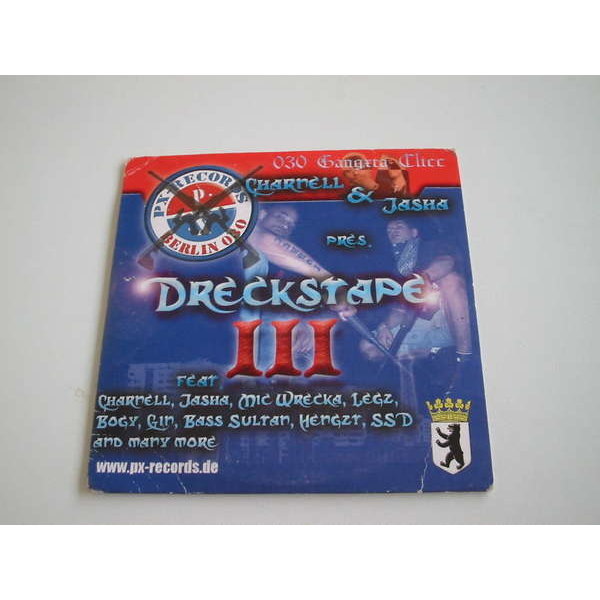 030 Gangxta Clicc
PX-RECORDS
BERLIN 030
CHARNELL
& JASHA
PRES.
DRECKSTAPE
III
FEAT.
CHARNELL, JASHA, MIC WRECKA, LEGZ,
BOGY, GIN, BASS SULTAN, HENGZT, SSD
AND MANY MORE
www.px-records.de